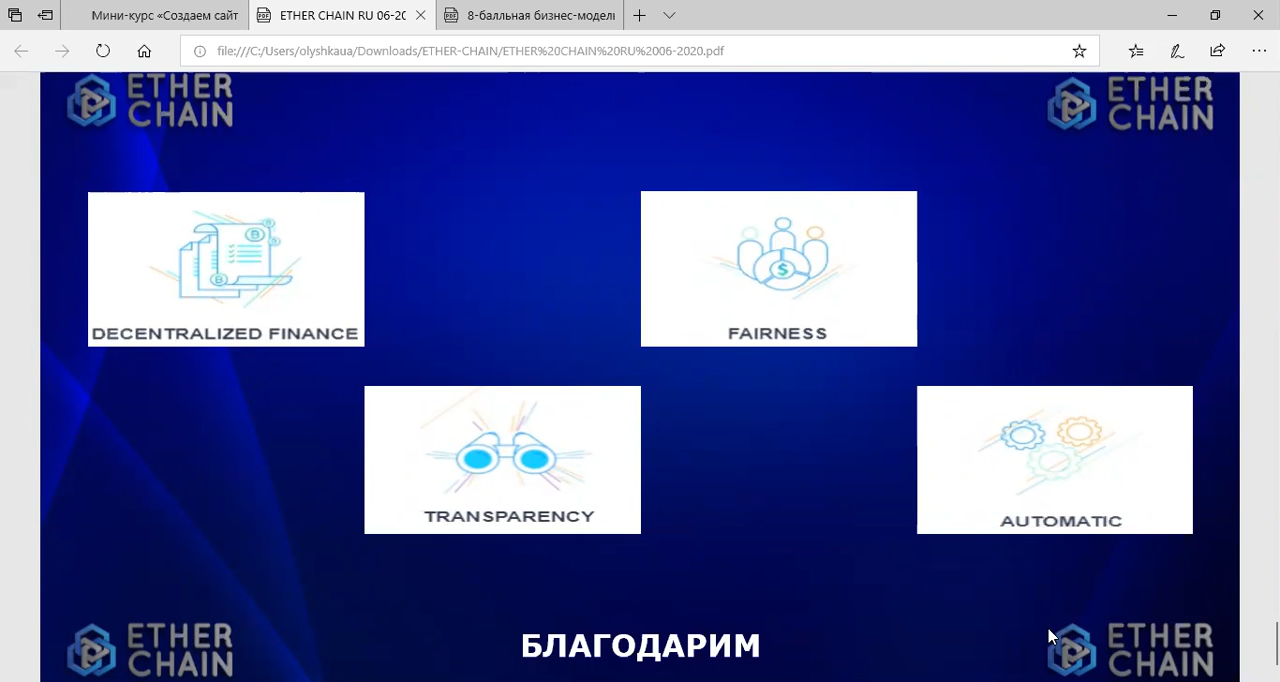 Мини-курс «Создаем сайт
ETHER CHAIN RU 06-20
8-балльная бизнес-модель
file:///C:/Users/olyshkaua/Downloads/ETHER-CHAIN/ETHER%20CHAIN%20RU%2006-2020.pdf
ETHER
CHAIN
ETHER
CHAIN
DECENTRALIZED FINANCE
FAIRNESS
TRANSPARENCY
AUTOMATIC
ETHER
CHAIN
БЛАГОДАРИМ
ETHER
CHAIN